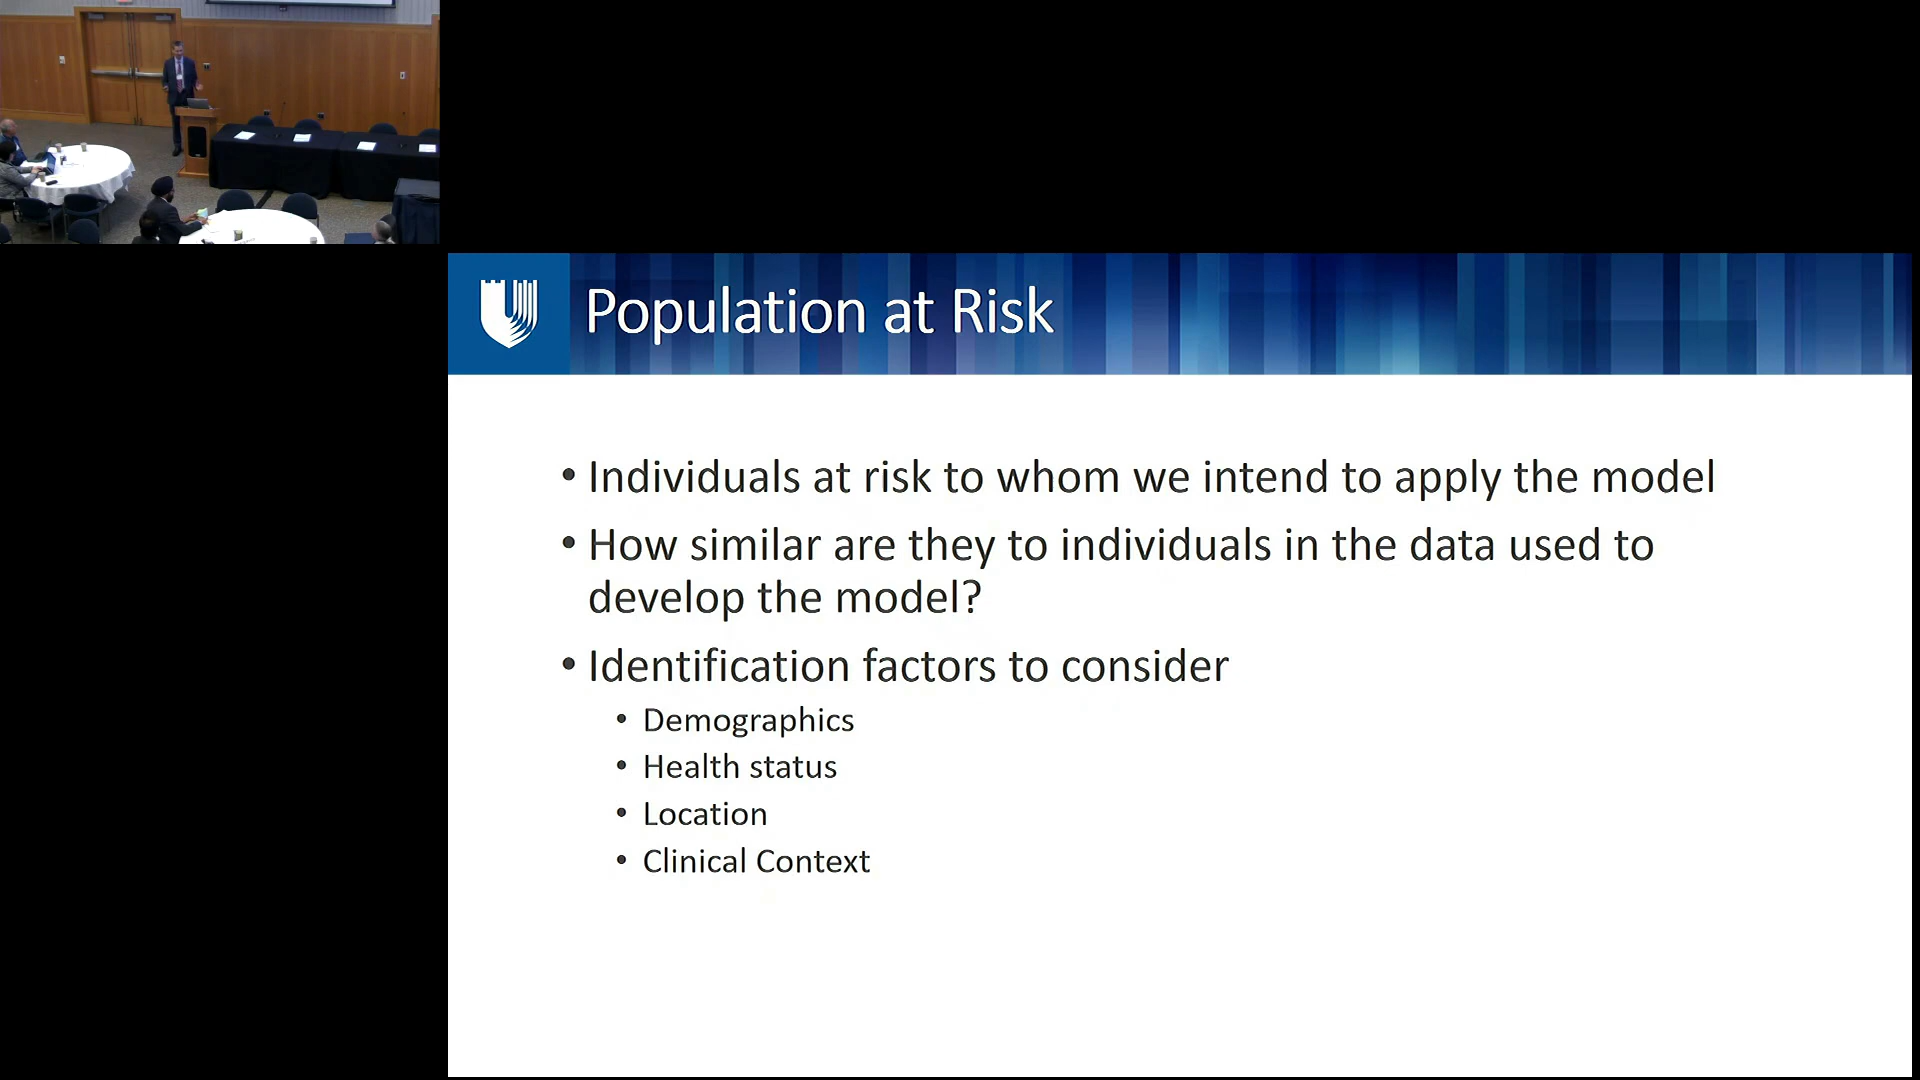 Population at Risk
• Individuals at risk to whom we intend to apply the model
• How similar are they to individuals in the data used to
develop the model?
• Identification factors to consider
• Demographics
• Health status
• Location
• Clinical Context